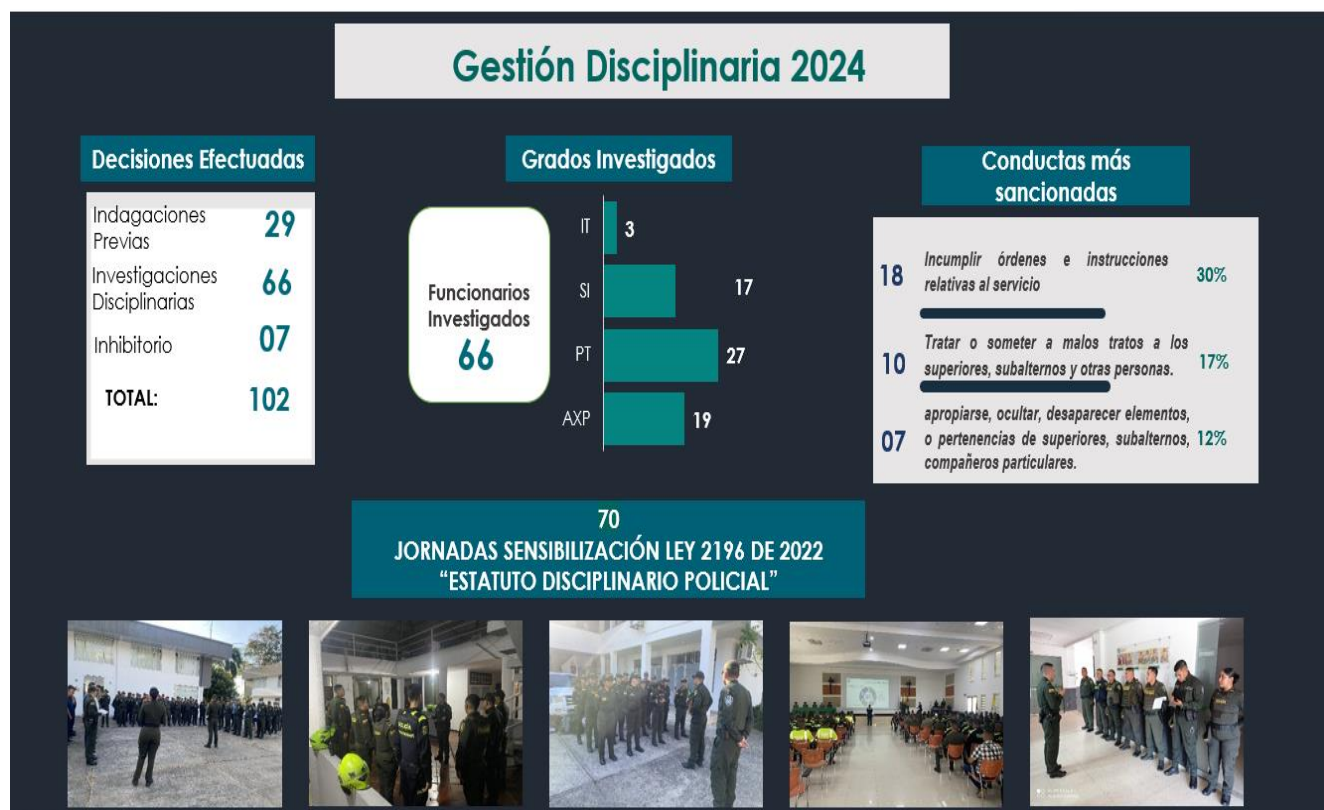 Gestión Disciplinaria 2024
Decisiones Efectuadas
Indagaciones
Previas
29
Investigaciones
Disciplinarias
66
Inhibitorio
07
TOTAL:
102
Grados Investigados
Funcionarios
Investigados
66
IT 3
SI 17
PT 27
AXP 19
Conductas más
sancionadas
18
Incumplir órdenes e instrucciones
relativas al servicio
30%
10
Tratar o someter a malos tratos a los
superiores, subalternos y otras personas.
17%
07
apropiarse, ocultar, desaparecer elementos,
o pertenencias de superiores, subalternos,
compañeros particulares.
12%
70
JORNADAS SENSIBILIZACIÓN LEY 2196 DE 2022
“ESTATUTO DISCIPLINARIO POLICIAL”